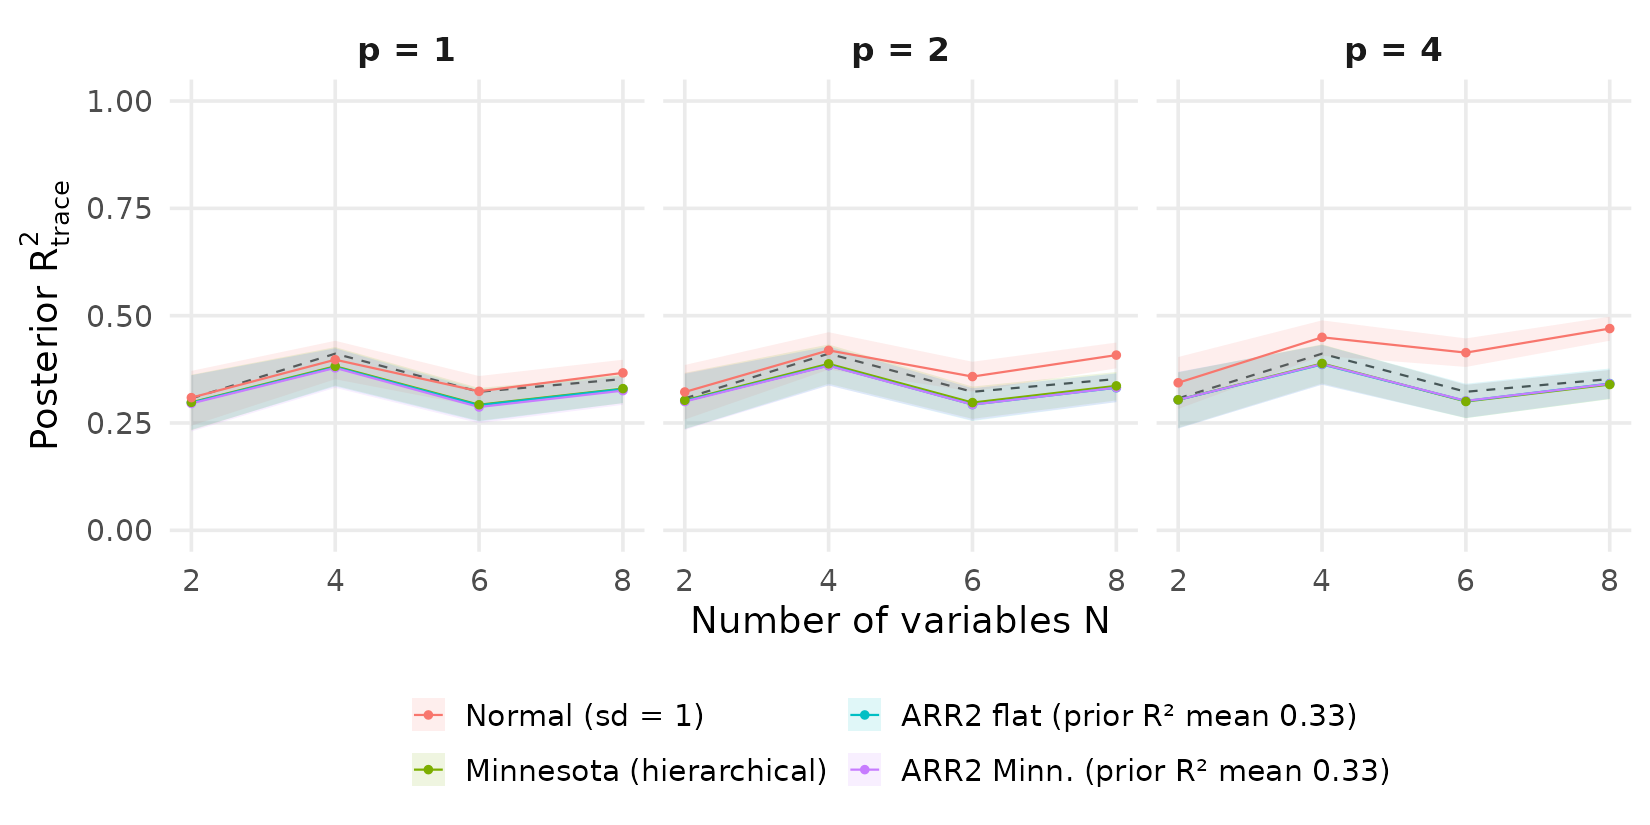 p = 1 p = 2 p = 4
1.00
0.75
0.50
0.25
0.00
Posterior R²trace
2 4 6 8 2 4 6 8 2 4 6 8
Number of variables N
Normal (sd = 1) ARR2 flat (prior R² mean 0.33)
Minnesota (hierarchical) ARR2 Minn. (prior R² mean 0.33)